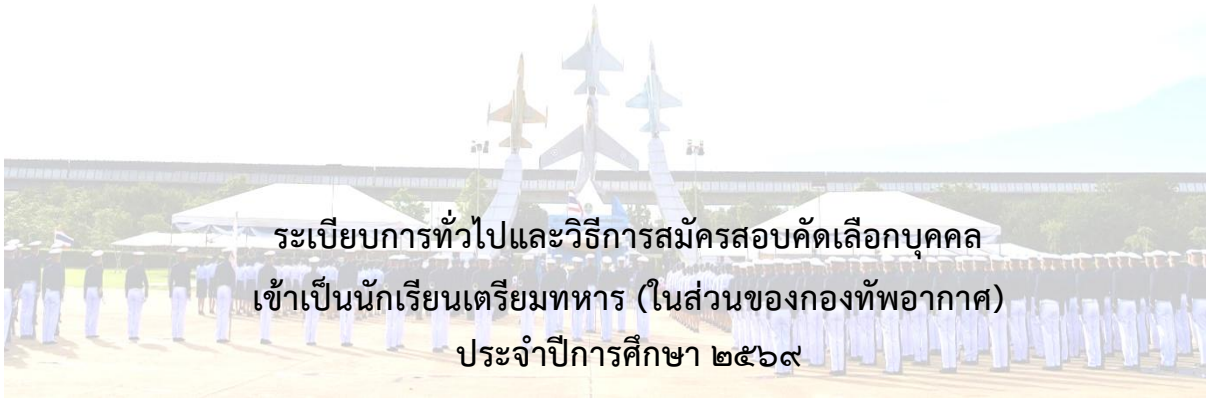 ระเบียบการทั่วไปและวิธีการสมัครสอบคัดเลือกบุคคล
เข้าเป็นนักเรียนเตรียมทหาร (ในส่วนของกองทัพอากาศ)
ประจำปีการศึกษา ๒๕๖๙